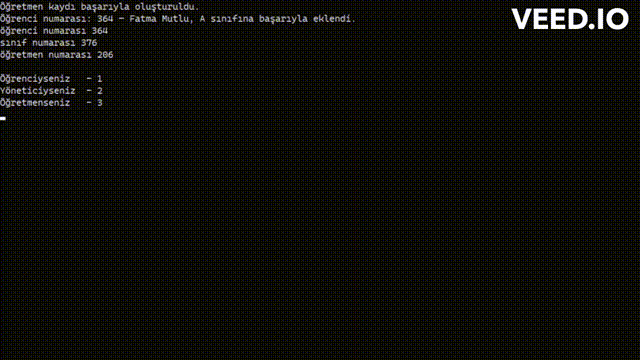 Öğretmen kaydı başarıyla oluşturuldu.
Öğrenci numarası: 364 - Fatma Mutlu, A sınıfına başarıyla eklendi.
öğrenci numarası 364
sınıf numarası 376
öğretmen numarası 206
Öğrenciyseniz - 1
Yöneticiyseniz - 2
Öğretmenseniz - 3
VEED.IO